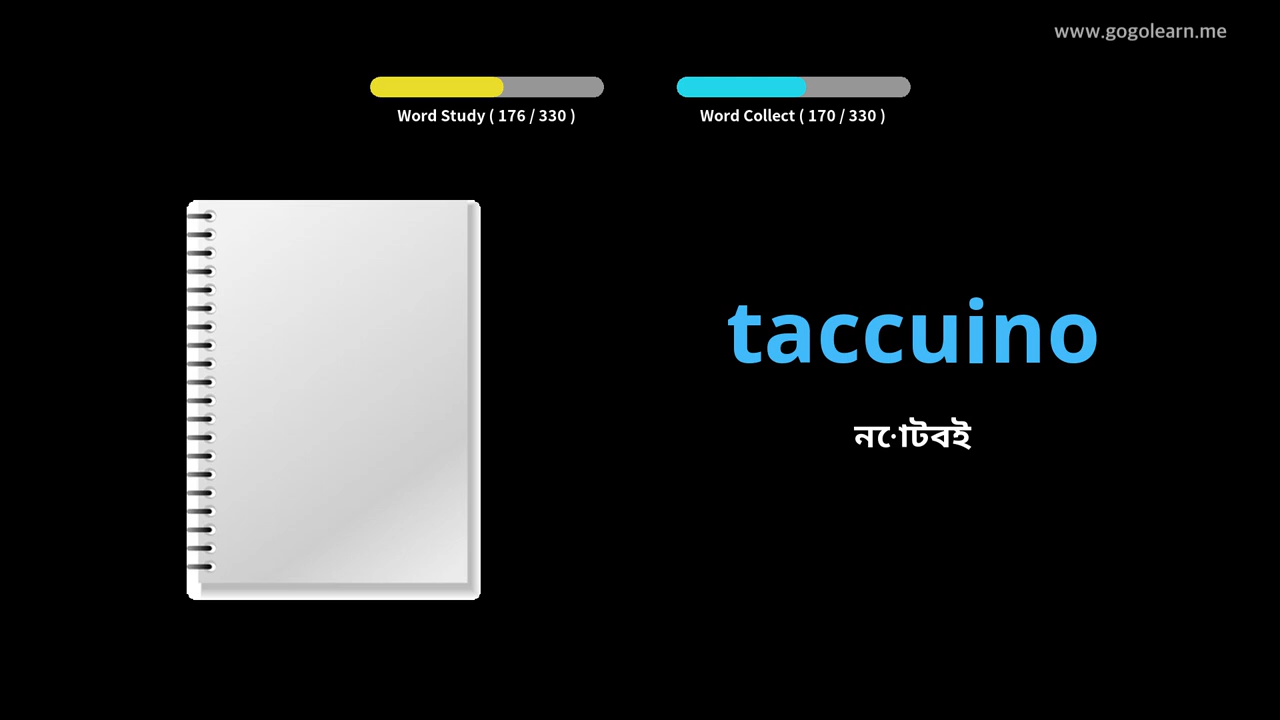 www.gogolearn.me
Word Study ( 176 / 330 )
Word Collect ( 170 / 330 )
taccuino
নোটবই